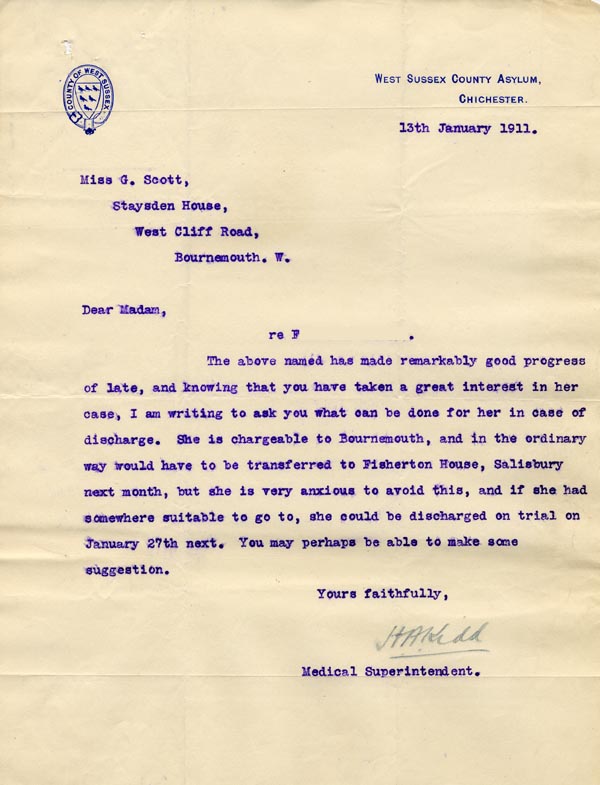 COUNTY OF WEST SUSSEX
WEST SUSSEX COUNTY ASYLUM,
CHICHESTER.
13th January 1911.
Miss G. Scott,
Staysden House,
West Cliff Road,
Bournemouth. W.
Dear Madam,
re F .
The above named has made remarkably good progress
of late, and knowing that you have taken a great interest in her
case, I am writing to ask you what can be done for her in case of
discharge. She is chargeable to Bournemouth, and in the ordinary
way would have to be transferred to Fisherton House, Salisbury
next month, but she is very anxious to avoid this, and if she had
somewhere suitable to go to, she could be discharged on trial on
January 27th next. You may perhaps be able to make some
suggestion.
Yours faithfully,
HAKidd
Medical Superintendent.